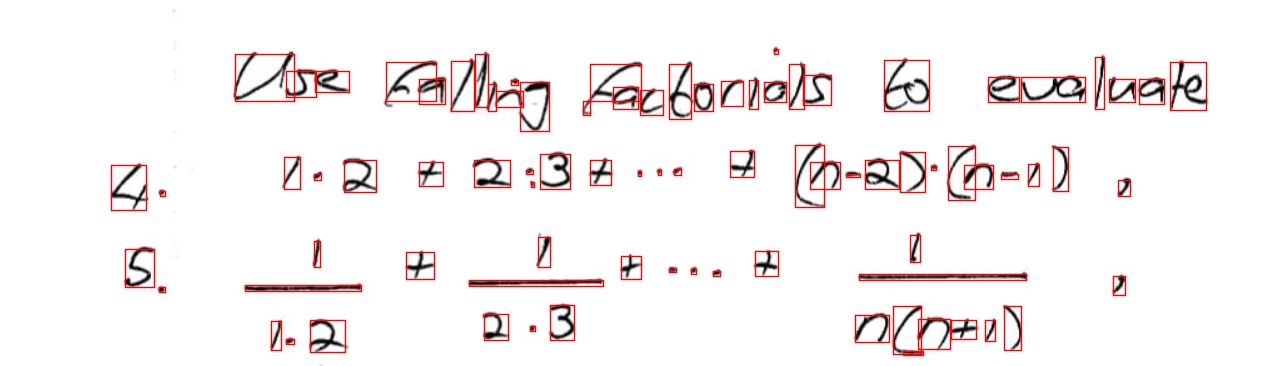 Use Falling Factorials to evaluate
4. 1·2 + 2·3 + ... + (n-2)·(n-1) ,
5. 1/1.2 + 1/2·3 + ... + 1/n(n+1) ,